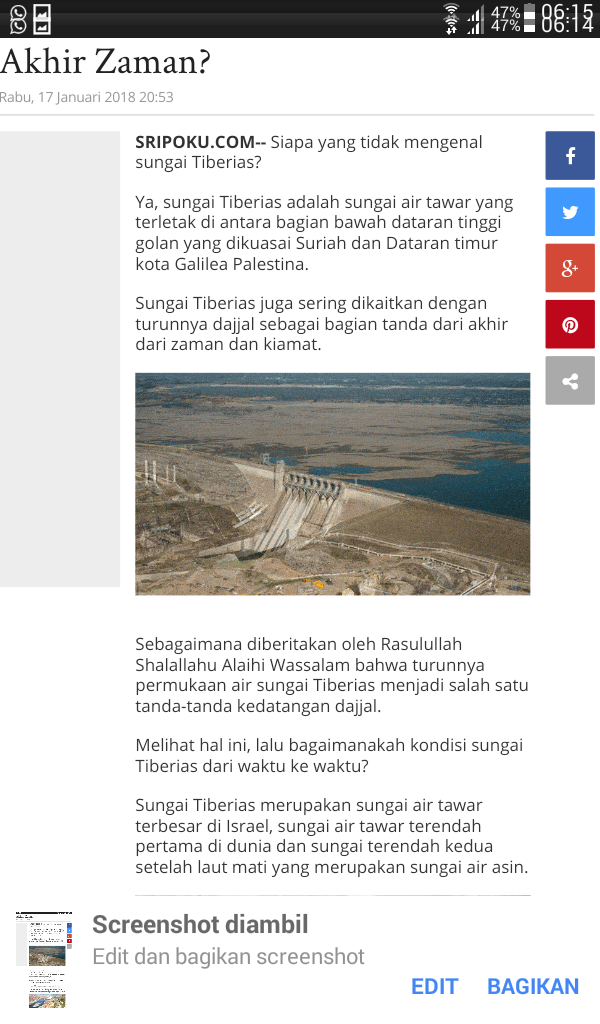 47% 06:15
47% 06:14
Akhir Zaman?
Rabu, 17 Januari 2018 20:53
SRIPOKU.COM-- Siapa yang tidak mengenal
sungai Tiberias?
Ya, sungai Tiberias adalah sungai air tawar yang
terletak di antara bagian bawah dataran tinggi
golan yang dikuasai Suriah dan Dataran timur
kota Galilea Palestina.
Sungai Tiberias juga sering dikaitkan dengan
turunnya dajjal sebagai bagian tanda dari akhir
dari zaman dan kiamat.
Sebagaimana diberitakan oleh Rasulullah
Shalallahu Alaihi Wassalam bahwa turunnya
permukaan air sungai Tiberias menjadi salah satu
tanda-tanda kedatangan dajjal.
Melihat hal ini, lalu bagaimanakah kondisi sungai
Tiberias dari waktu ke waktu?
Sungai Tiberias merupakan sungai air tawar
terbesar di Israel, sungai air tawar terendah
pertama di dunia dan sungai terendah kedua
setelah laut mati yang merupakan sungai air asin.
Screenshot diambil
Edit dan bagikan screenshot
EDIT BAGIKAN